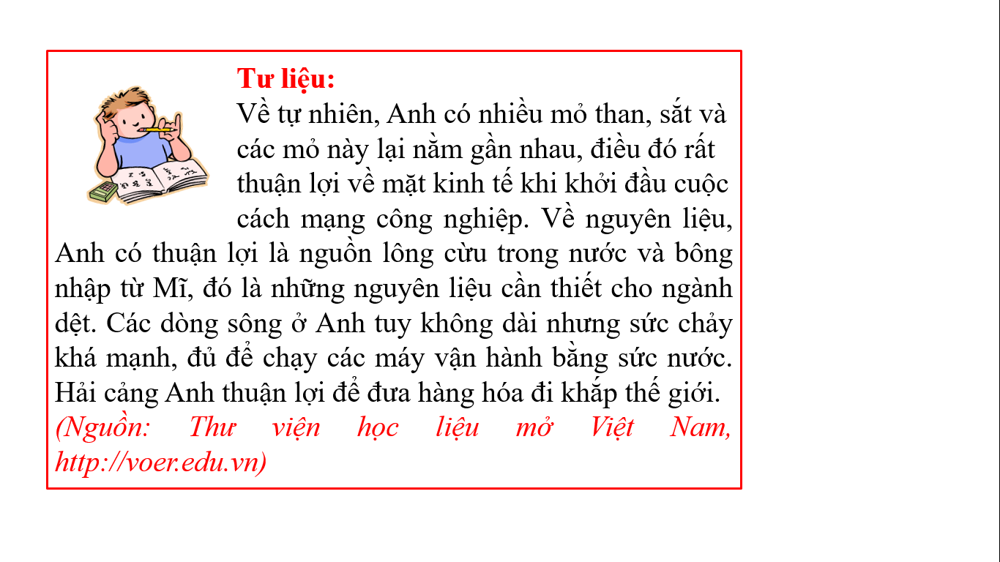 Tư liệu:
Về tự nhiên, Anh có nhiều mỏ than, sắt và
các mỏ này lại nằm gần nhau, điều đó rất
thuận lợi về mặt kinh tế khi khởi đầu cuộc
cách mạng công nghiệp. Về nguyên liệu,
Anh có thuận lợi là nguồn lông cừu trong nước và bông
nhập từ Mĩ, đó là những nguyên liệu cần thiết cho ngành
dệt. Các dòng sông ở Anh tuy không dài nhưng sức chảy
khá mạnh, đủ để chạy các máy vận hành bằng sức nước.
Hải cảng Anh thuận lợi để đưa hàng hóa đi khắp thế giới.
(Nguồn: Thư viện học liệu mở Việt Nam,
http://voer.edu.vn)